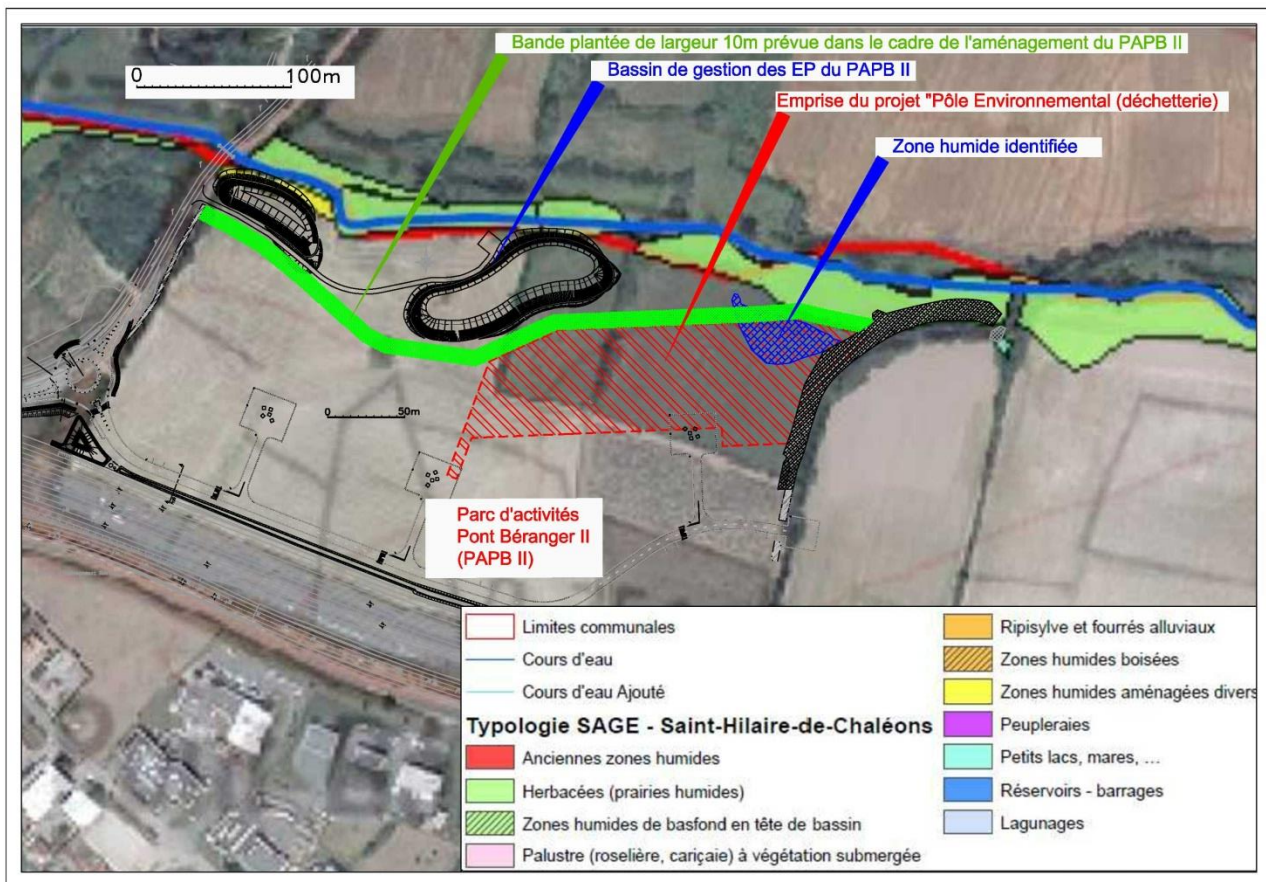 Bande plantée de largeur 10m prévue dans le cadre de l'aménagement du PAPB II
0 100m
Bassin de gestion des EP du PAPB II
Emprise du projet "Pôle Environnemental (déchetterie)
Zone humide identifiée
0 50m
Parc d'activités
Pont Béranger II
(PAPB II)
Limites communales
Cours d'eau
Cours d'eau Ajouté
Typologie SAGE - Saint-Hilaire-de-Chaléons
Anciennes zones humides
Herbacées (prairies humides)
Zones humides de basfond en tête de bassin
Palustre (roselière, cariçaie) à végétation submergée
Ripisylve et fourrés alluviaux
Zones humides boisées
Zones humides aménagées divers
Peupleraies
Petits lacs, mares, ...
Réservoirs - barrages
Lagunages